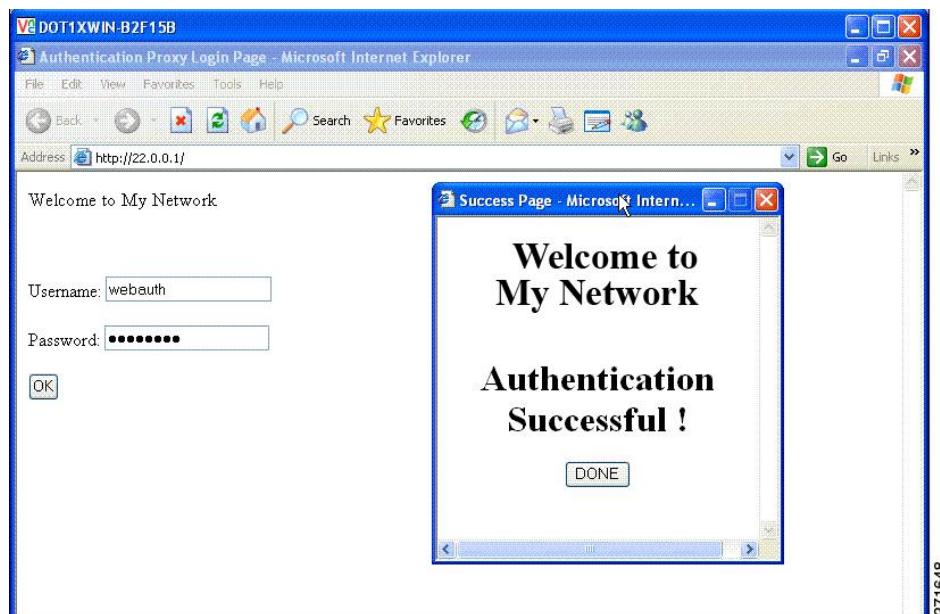 DOT1XWIN-B2F15B
Authentication Proxy Login Page - Microsoft Internet Explorer
File Edit View Favorites Tools Help
Back Search Favorites
Address http://22.0.0.1/ Go Links »
Welcome to My Network
Username: webauth
Password: ••••••••
OK
Success Page - Microsoft Intern...
Welcome to
My Network
Authentication
Successful !
DONE
271648